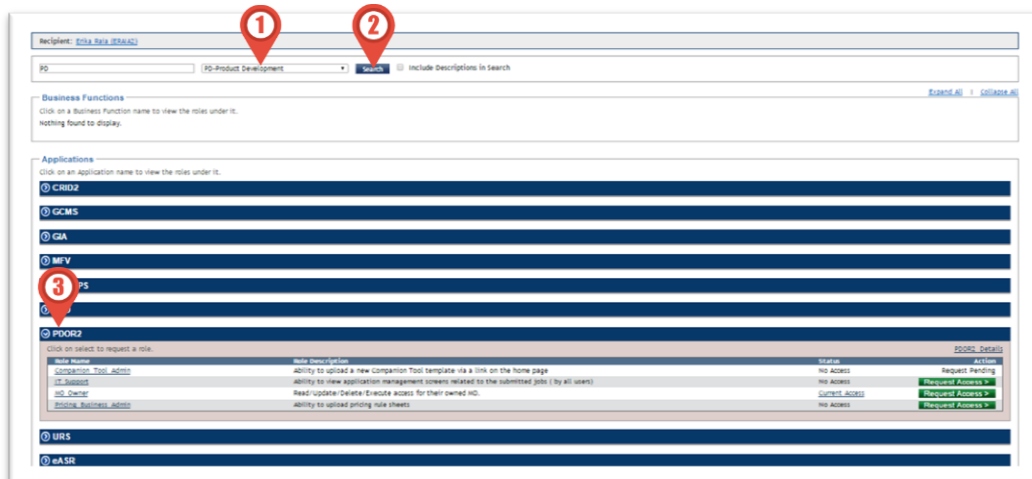 1
2
Recipient: Erika Raia (ERAIA2)
PD
PD-Product Development
Search
Include Descriptions in Search
Expand All | Collapse All
Business Functions
Click on a Business Function name to view the roles under it.
Nothing found to display.
Applications
Click on an Application name to view the roles under it.
CRID2
GCMS
GIA
MFV
3
PS
PDOR2
Click on select to request a role.
PDOR2 Details
Role Name Role Description Status Action
Companion Tool Admin Ability to upload a new Companion Tool template via a link on the home page No Access Request Pending
IT Support Ability to view application management screens related to the submitted jobs ( by all users) No Access Request Access >
MO Owner Read/Update/Delete/Execute access for their owned MO. Current Access Request Access >
Pricing Business Admin Ability to upload pricing rule sheets No Access Request Access >
URS
eASR